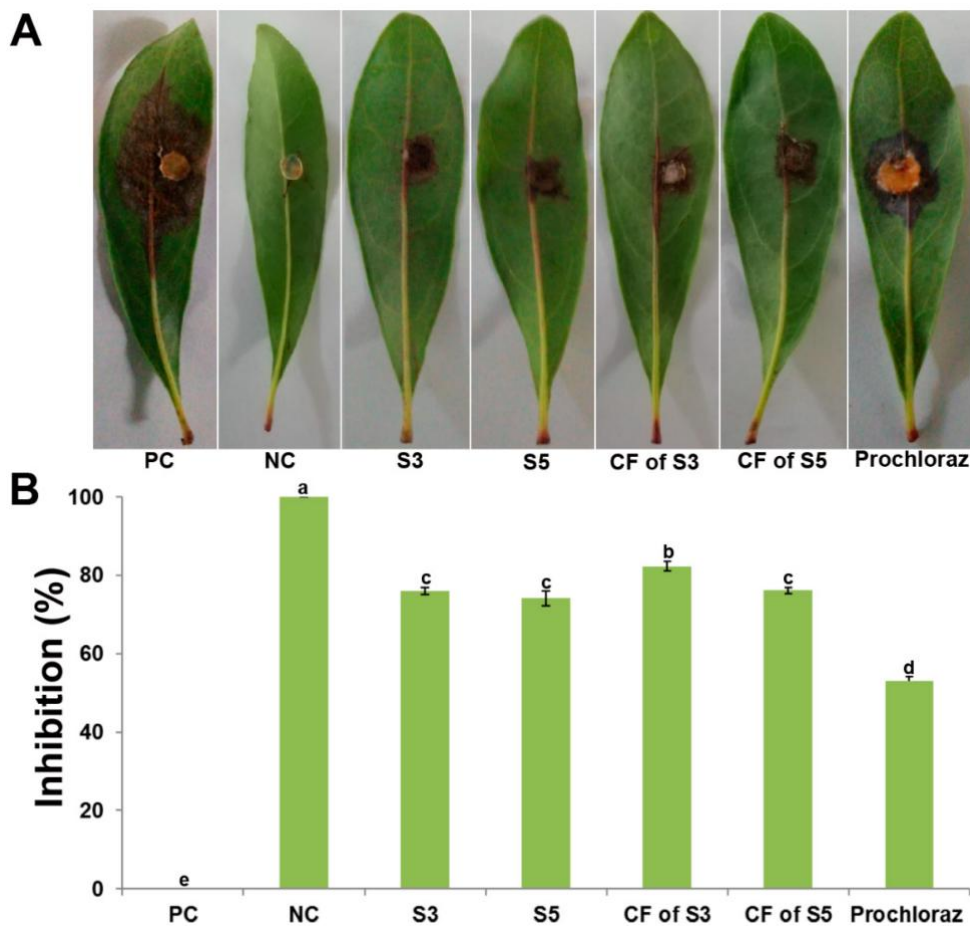 A
PC NC S3 S5 CF of S3 CF of S5 Prochloraz
B
Inhibition (%)
100
80
60
40
20
0
e
a
c
c
b
c
d
PC NC S3 S5 CF of S3 CF of S5 Prochloraz